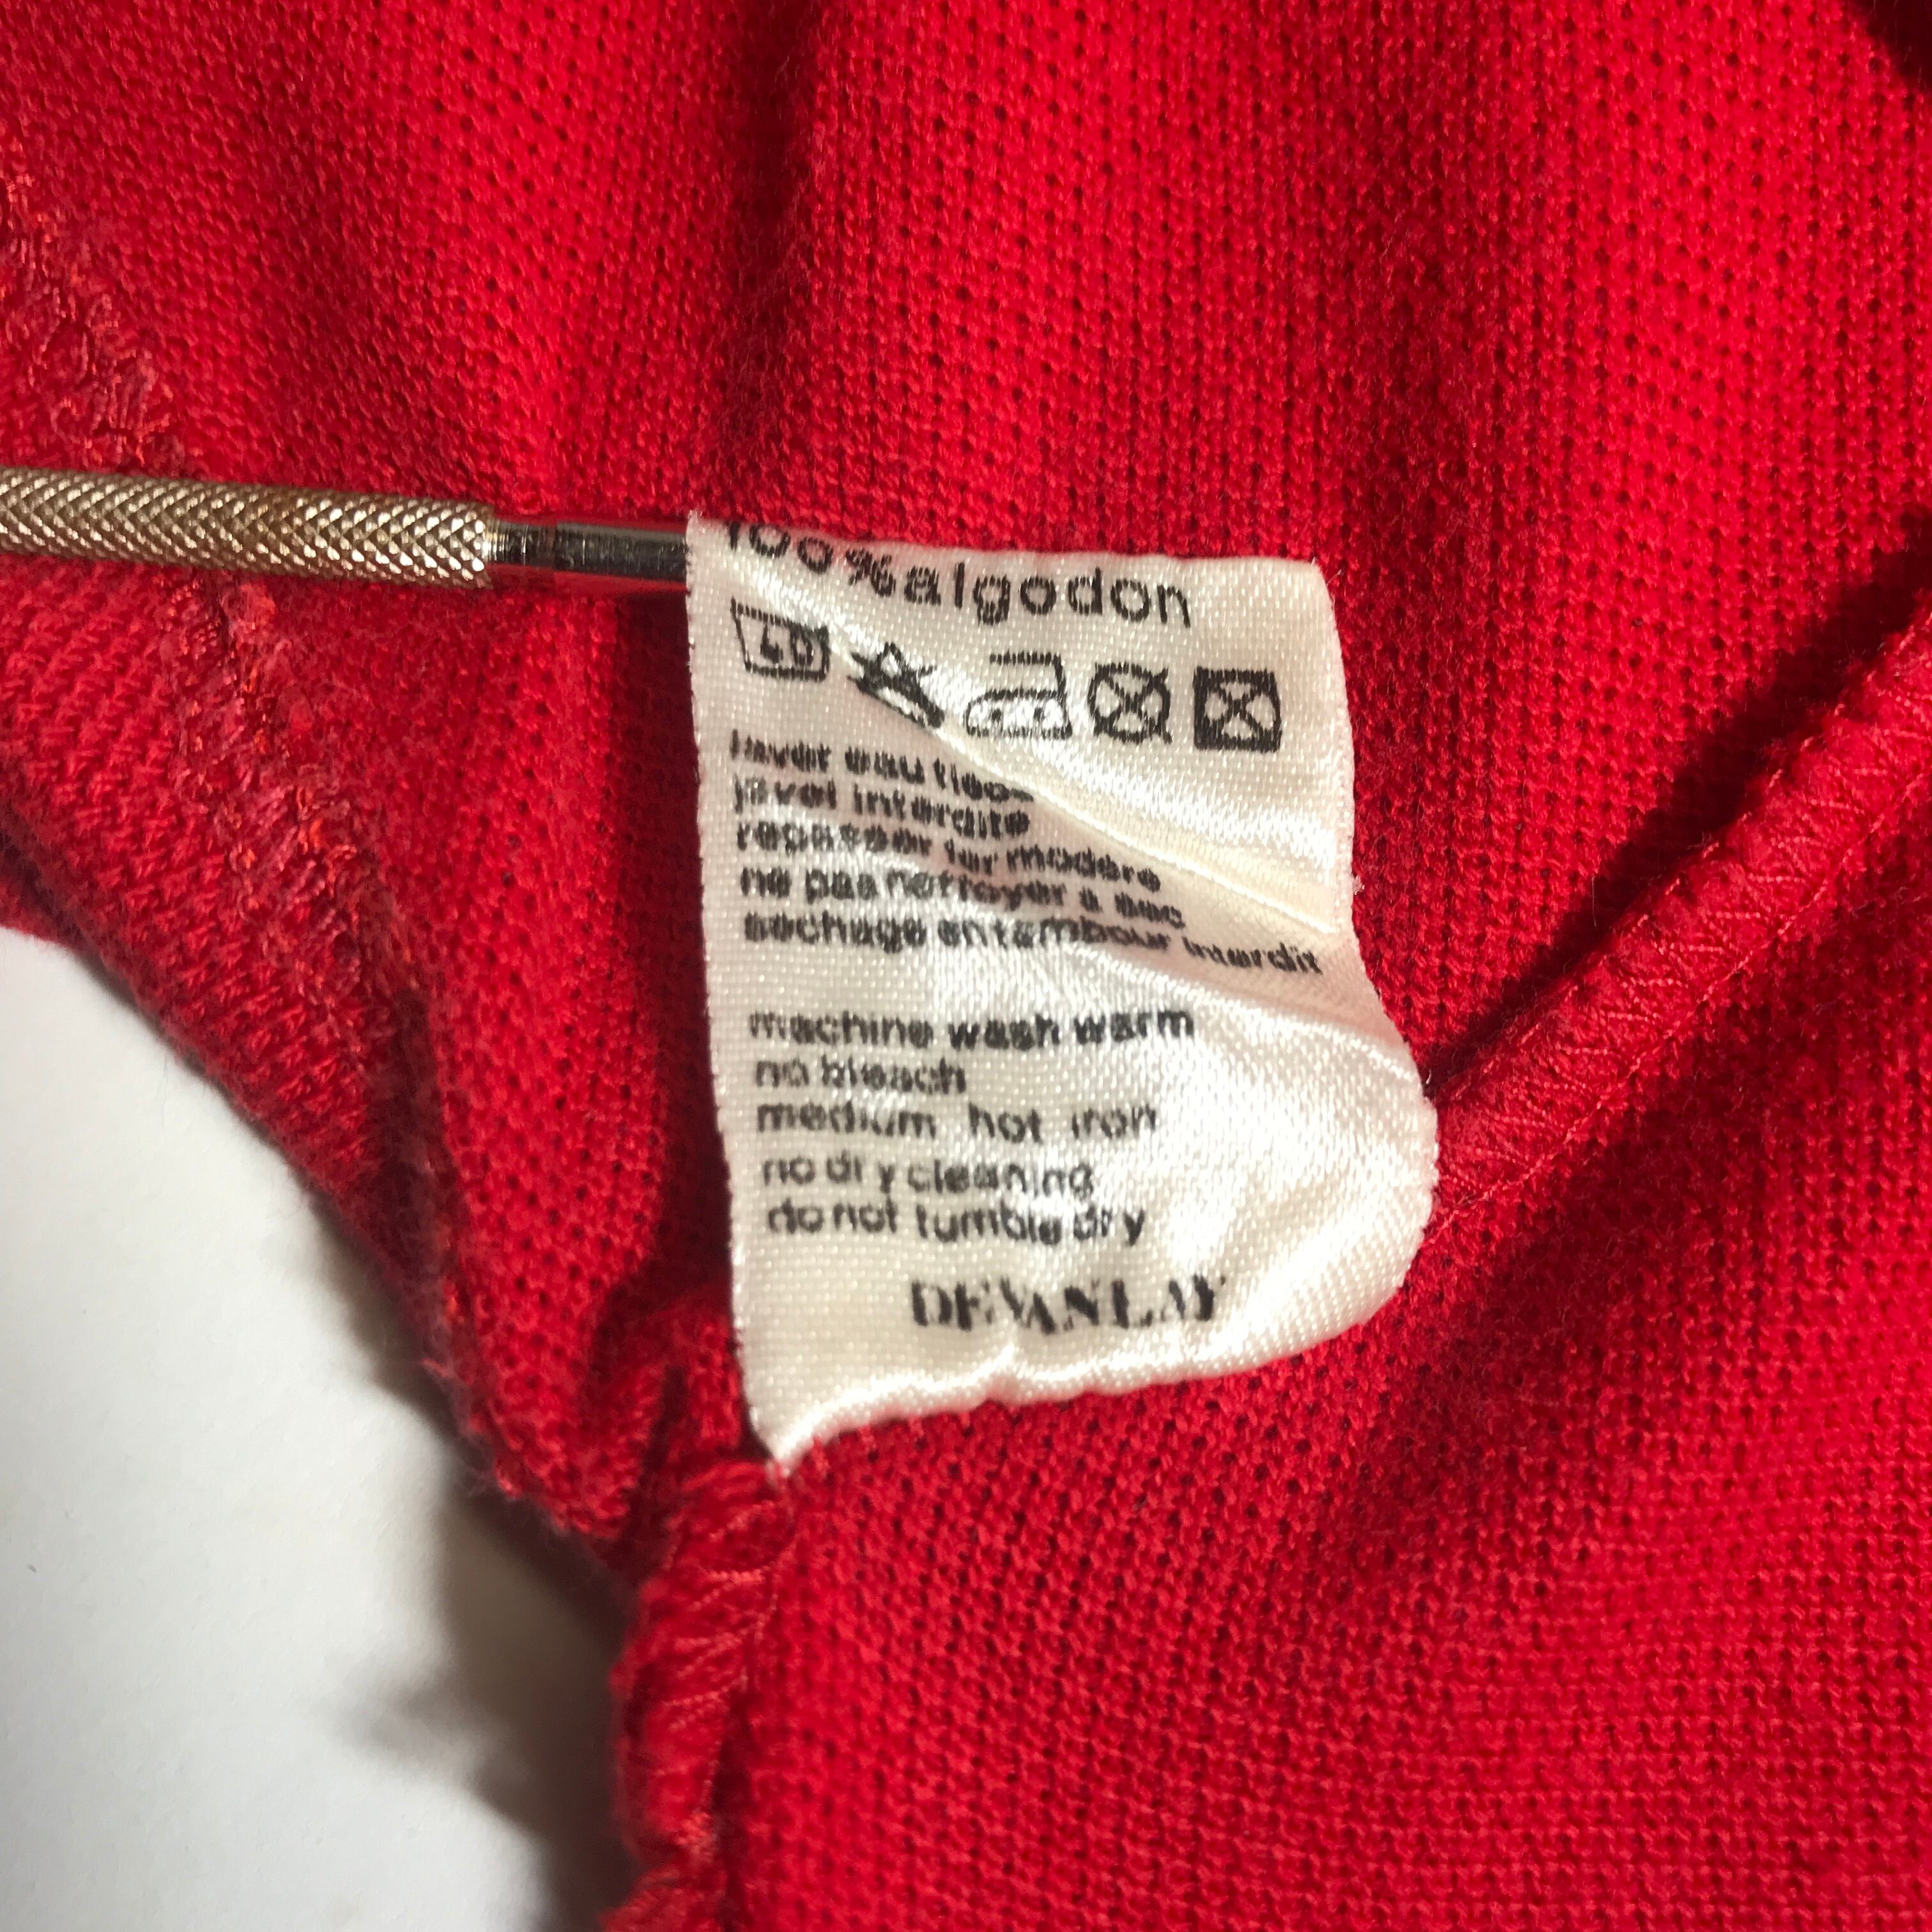 100%algodon
40
laver eau tiede
javel interdite
repasser fer modere
ne pas nettoyer a sec
sechage en tambour interdit
machine wash warm
no bleach
medium hot iron
no dry cleaning
do not tumble dry
DEVANLAY